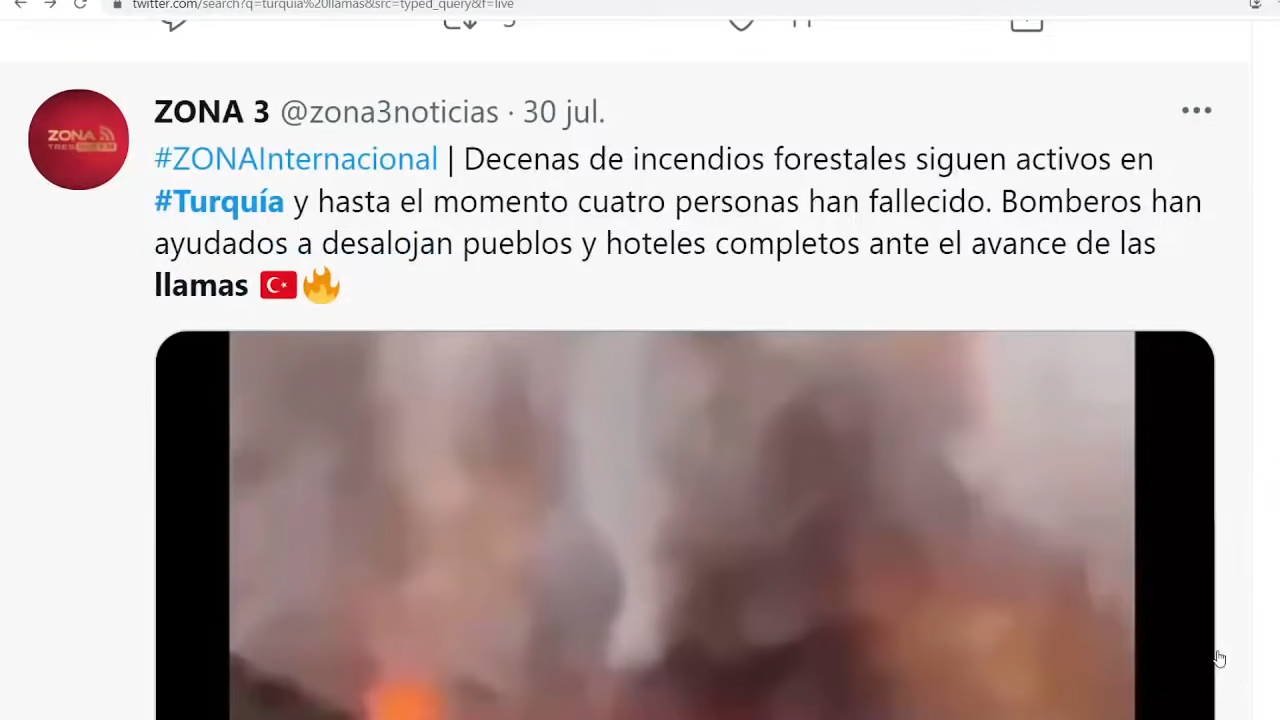 twitter.com/search?q=turquia%20llamas&src=typed_query&f=live
ZONA 3 @zona3noticias · 30 jul.
ZONA
#ZONAInternacional | Decenas de incendios forestales siguen activos en
#Turquía y hasta el momento cuatro personas han fallecido. Bomberos han
ayudados a desalojan pueblos y hoteles completos ante el avance de las
llamas